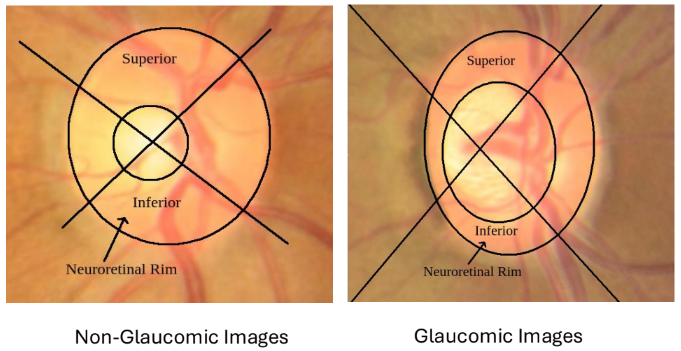 Superior
Inferior
Neuroretinal Rim
Non-Glaucomic Images
Superior
Inferior
Neuroretinal Rim
Glaucomic Images